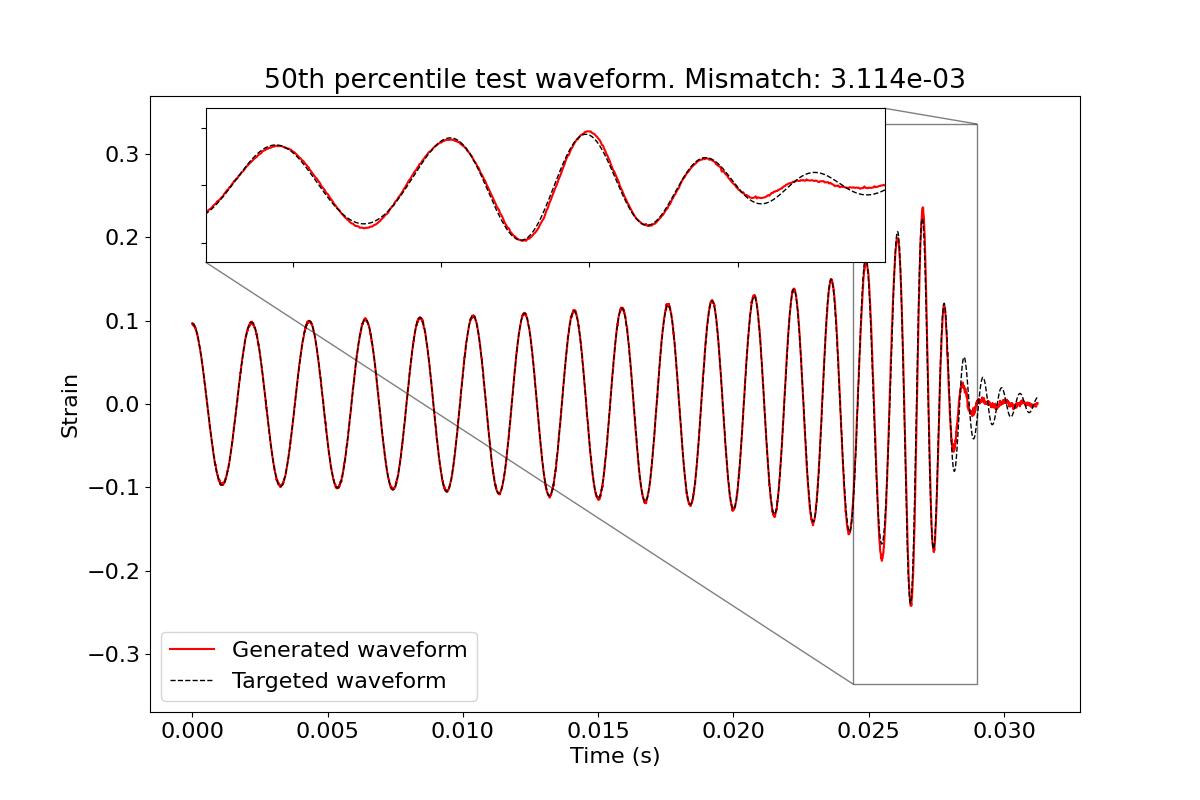 50th percentile test waveform. Mismatch: 3.114e-03
0.3
0.2
0.1
0.0
−0.1
−0.2
−0.3
Strain
Generated waveform
Targeted waveform
0.000 0.005 0.010 0.015 0.020 0.025 0.030
Time (s)